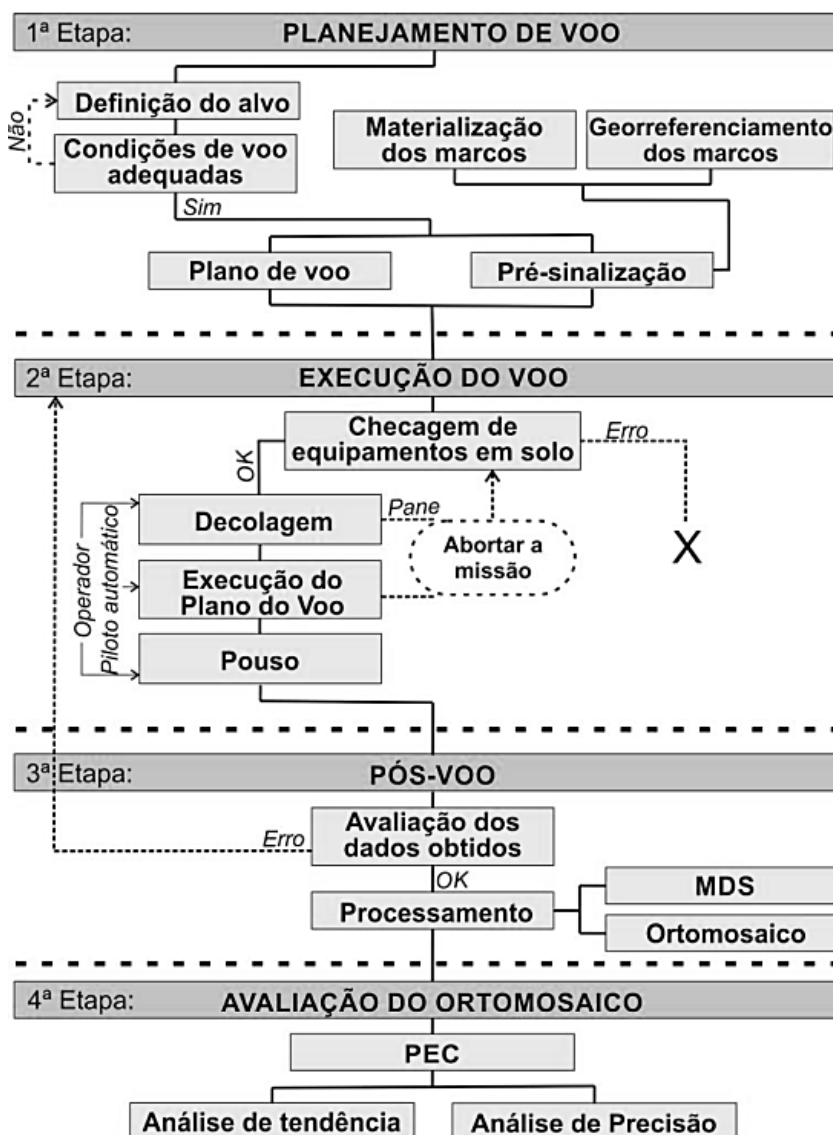 1ª Etapa: PLANEJAMENTO DE VOO
Definição do alvo
Não
Condições de voo
adequadas
Sim
Materialização
dos marcos
Georreferenciamento
dos marcos
Plano de voo
Pré-sinalização
2ª Etapa: EXECUÇÃO DO VOO
Checagem de
equipamentos em solo
Erro
X
OK
Decolagem
Pane
Abortar a
missão
Operador
Piloto automático
Execução do
Plano do Voo
Pouso
3ª Etapa: PÓS-VOO
Avaliação dos
dados obtidos
Erro
OK
Processamento
MDS
Ortomosaico
4ª Etapa: AVALIAÇÃO DO ORTOMOSAICO
PEC
Análise de tendência
Análise de Precisão